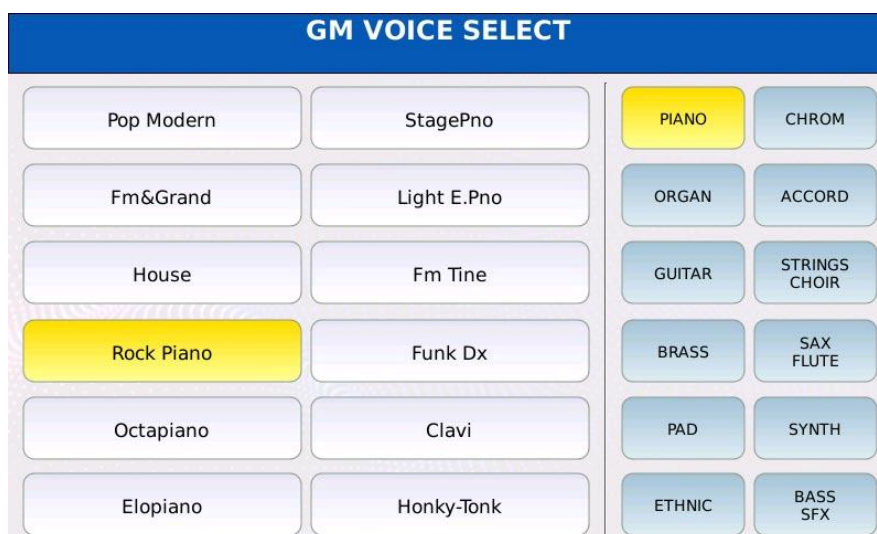 GM VOICE SELECT
Pop Modern
StagePno
PIANO
CHROM
Fm&Grand
Light E.Pno
ORGAN
ACCORD
House
Fm Tine
GUITAR
STRINGS
CHOIR
Rock Piano
Funk Dx
BRASS
SAX
FLUTE
Octapiano
Clavi
PAD
SYNTH
Elopiano
Honky-Tonk
ETHNIC
BASS
SFX